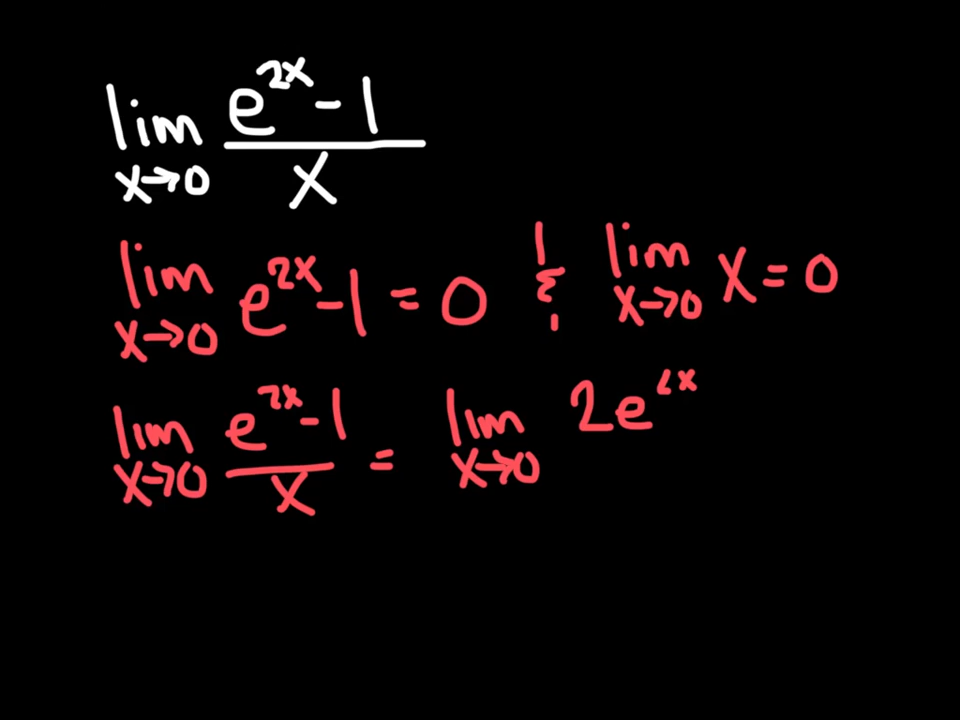 lim x→0 (e^2x - 1)/x
lim x→0 e^2x - 1 = 0 & lim x→0 x = 0
lim x→0 (e^2x - 1)/x = lim x→0 2e^2x